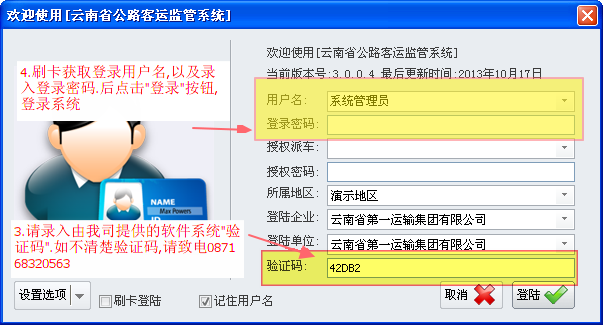 欢迎使用[云南省公路客运监管系统]
欢迎使用[云南省公路客运监管系统]
当前版本号:3.0.0.4 最后更新时间:2013年10月17日
4.刷卡获取登录用户名,以及录
入登录密码.后点击"登录"按钮,
登录系统
用户名: 系统管理员
登录密码:
授权派车:
授权密码:
NAME
Max Powers
ID
所属地区: 演示地区
登陆企业: 云南省第一运输集团有限公司
登陆单位: 云南省第一运输集团有限公司
3.请录入由我司提供的软件系统"验
证码".如不清楚验证码,请致电0871
68320563
验证码: 42DB2
设置选项
刷卡登陆
记住用户名
取消
登陆